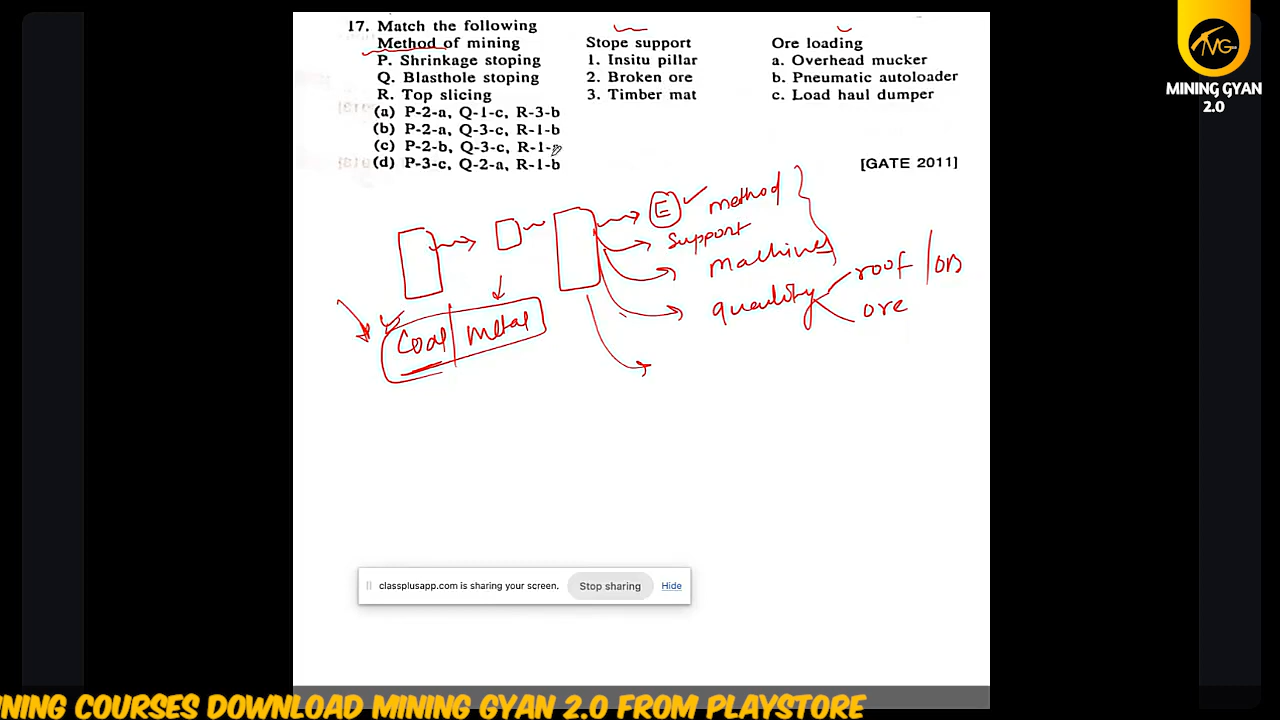 17. Match the following
Method of mining Stope support Ore loading
P. Shrinkage stoping 1. Insitu pillar a. Overhead mucker
Q. Blasthole stoping 2. Broken ore b. Pneumatic autoloader
R. Top slicing 3. Timber mat c. Load haul dumper
(a) P-2-a, Q-1-c, R-3-b
(b) P-2-a, Q-3-c, R-1-b
(c) P-2-b, Q-3-c, R-1-
(d) P-3-c, Q-2-a, R-1-b [GATE 2011]
TVG
MINING GYAN
2.0
E method
support
machines
quality roof
ore
Coal metal
classplusapp.com is sharing your screen. Stop sharing Hide
NING COURSES DOWNLOAD MINING GYAN 2.0 FROM PLAYSTORE